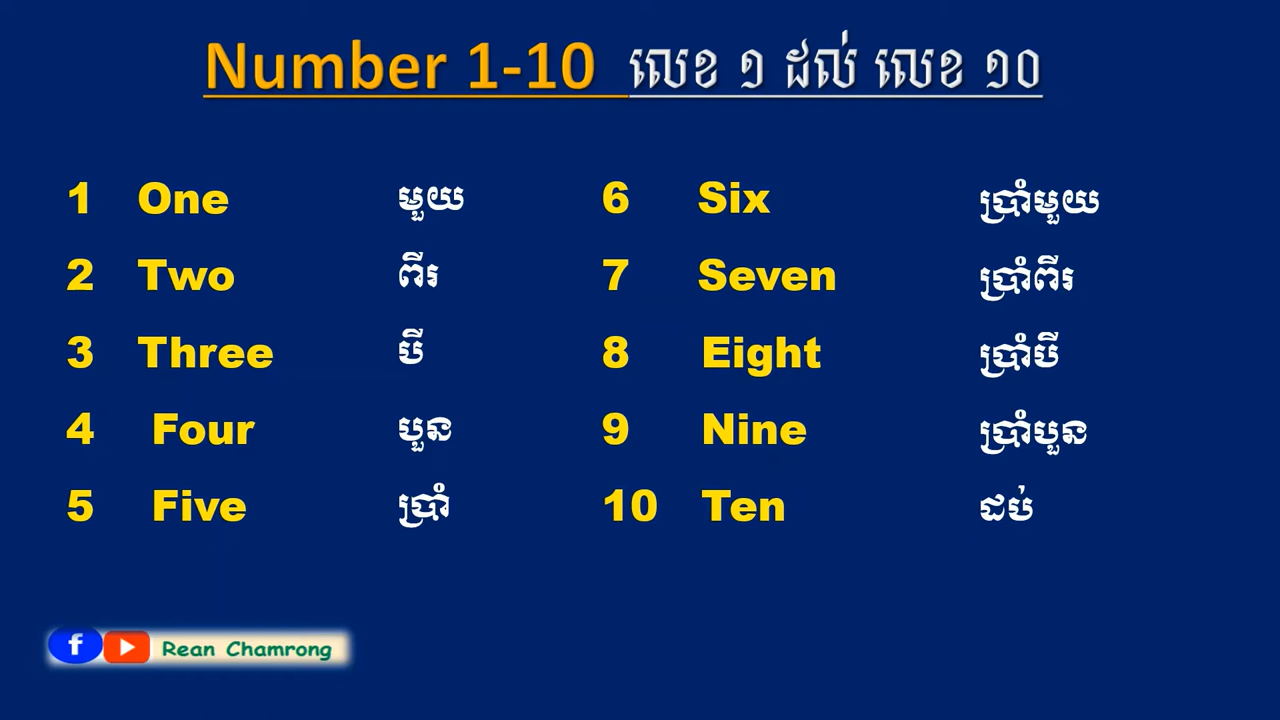 Number 1-10 លេខ ១ ដល់ លេខ ១០
1 One មួយ
2 Two ពីរ
3 Three បី
4 Four បួន
5 Five ប្រាំ
6 Six ប្រាំមួយ
7 Seven ប្រាំពីរ
8 Eight ប្រាំបី
9 Nine ប្រាំបួន
10 Ten ដប់
f Rean Chamrong